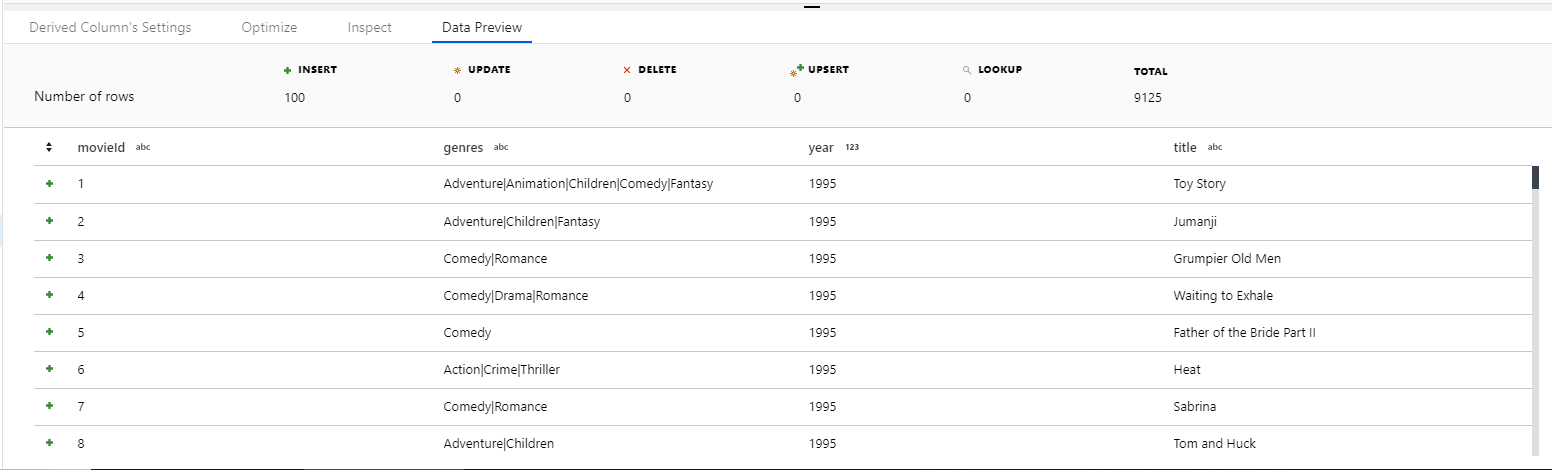 Derived Column's Settings Optimize Inspect Data Preview
INSERT UPDATE DELETE UPSERT LOOKUP TOTAL
Number of rows 100 0 0 0 0 9125
movieId abc genres abc year 123 title abc
1 Adventure|Animation|Children|Comedy|Fantasy 1995 Toy Story
2 Adventure|Children|Fantasy 1995 Jumanji
3 Comedy|Romance 1995 Grumpier Old Men
4 Comedy|Drama|Romance 1995 Waiting to Exhale
5 Comedy 1995 Father of the Bride Part II
6 Action|Crime|Thriller 1995 Heat
7 Comedy|Romance 1995 Sabrina
8 Adventure|Children 1995 Tom and Huck